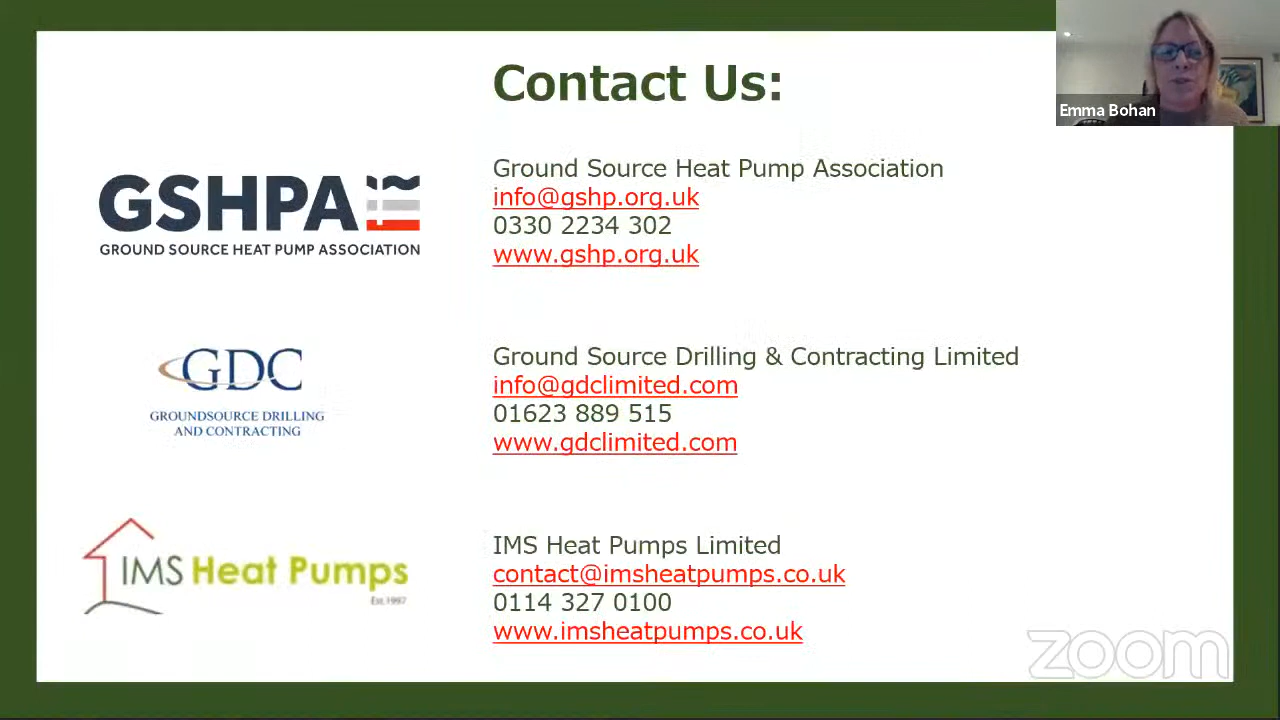 Contact Us:
Emma Bohan
GSHPA
GROUND SOURCE HEAT PUMP ASSOCIATION
Ground Source Heat Pump Association
info@gshp.org.uk
0330 2234 302
www.gshp.org.uk
GDC
GROUNDSOURCE DRILLING
AND CONTRACTING
Ground Source Drilling & Contracting Limited
info@gdclimited.com
01623 889 515
www.gdclimited.com
IMS Heat Pumps
Est.1997
IMS Heat Pumps Limited
contact@imsheatpumps.co.uk
0114 327 0100
www.imsheatpumps.co.uk
zoom